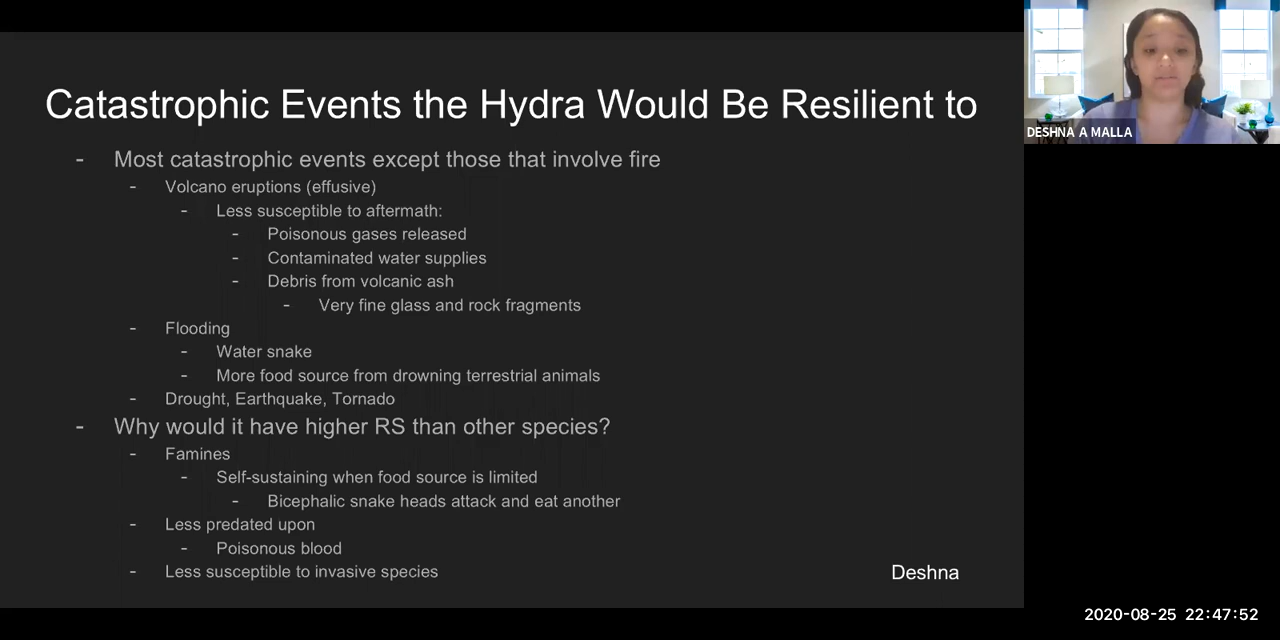 Catastrophic Events the Hydra Would Be Resilient to
- Most catastrophic events except those that involve fire
- Volcano eruptions (effusive)
- Less susceptible to aftermath:
- Poisonous gases released
- Contaminated water supplies
- Debris from volcanic ash
- Very fine glass and rock fragments
- Flooding
- Water snake
- More food source from drowning terrestrial animals
- Drought, Earthquake, Tornado
- Why would it have higher RS than other species?
- Famines
- Self-sustaining when food source is limited
- Bicephalic snake heads attack and eat another
- Less predated upon
- Poisonous blood
- Less susceptible to invasive species
Deshna
DESHNA A MALLA
2020-08-25 22:47:52